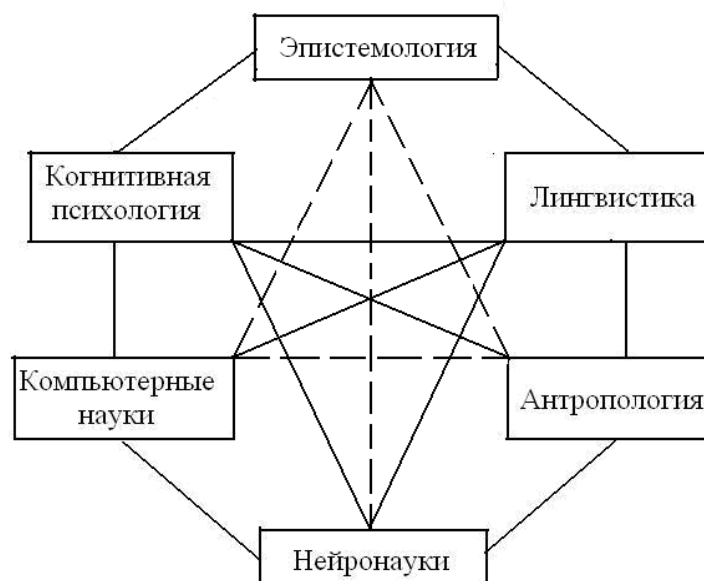 Эпистемология
Когнитивная
психология
Лингвистика
Компьютерные
науки
Антропология
Нейронауки